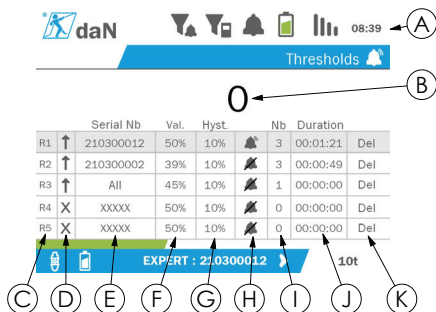 daN 08:39 A
Thresholds
0 B
Serial Nb Val. Hyst. Nb Duration
R1 ↑ 210300012 50% 10% 3 00:01:21 Del
R2 ↑ 210300002 39% 10% 3 00:00:49 Del
R3 ↑ All 45% 10% 1 00:00:00 Del
R4 X XXXXX 50% 10% 0 00:00:00 Del
R5 X XXXXX 50% 10% 0 00:00:00 Del
EXPERT : 210300012 10t
C D E F G H I J K